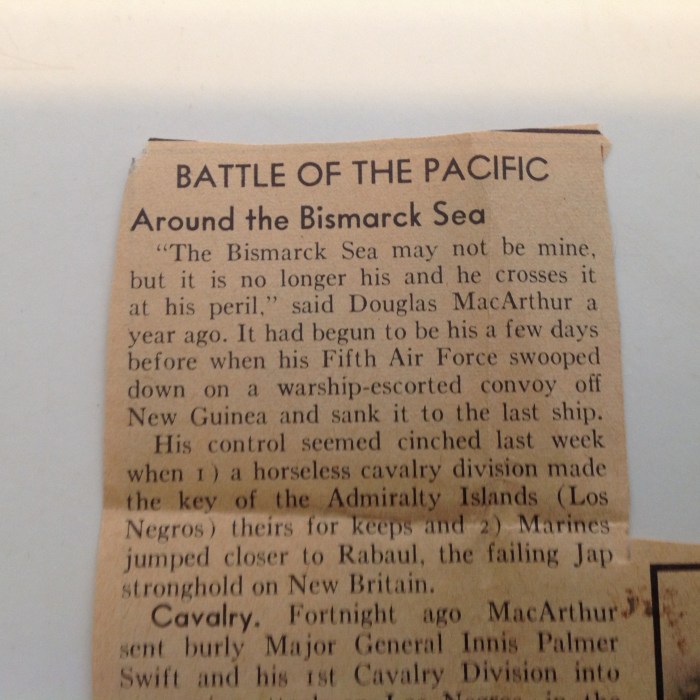 BATTLE OF THE PACIFIC
Around the Bismarck Sea
"The Bismarck Sea may not be mine,
but it is no longer his and he crosses it
at his peril," said Douglas MacArthur a
year ago. It had begun to be his a few days
before when his Fifth Air Force swooped
down on a warship-escorted convoy off
New Guinea and sank it to the last ship.
His control seemed cinched last week
when 1) a horseless cavalry division made
the key of the Admiralty Islands (Los
Negros) theirs for keeps and 2) Marines
jumped closer to Rabaul, the failing Jap
stronghold on New Britain.
Cavalry. Fortnight ago MacArthur
sent burly Major General Innis Palmer
Swift and his 1st Cavalry Division into